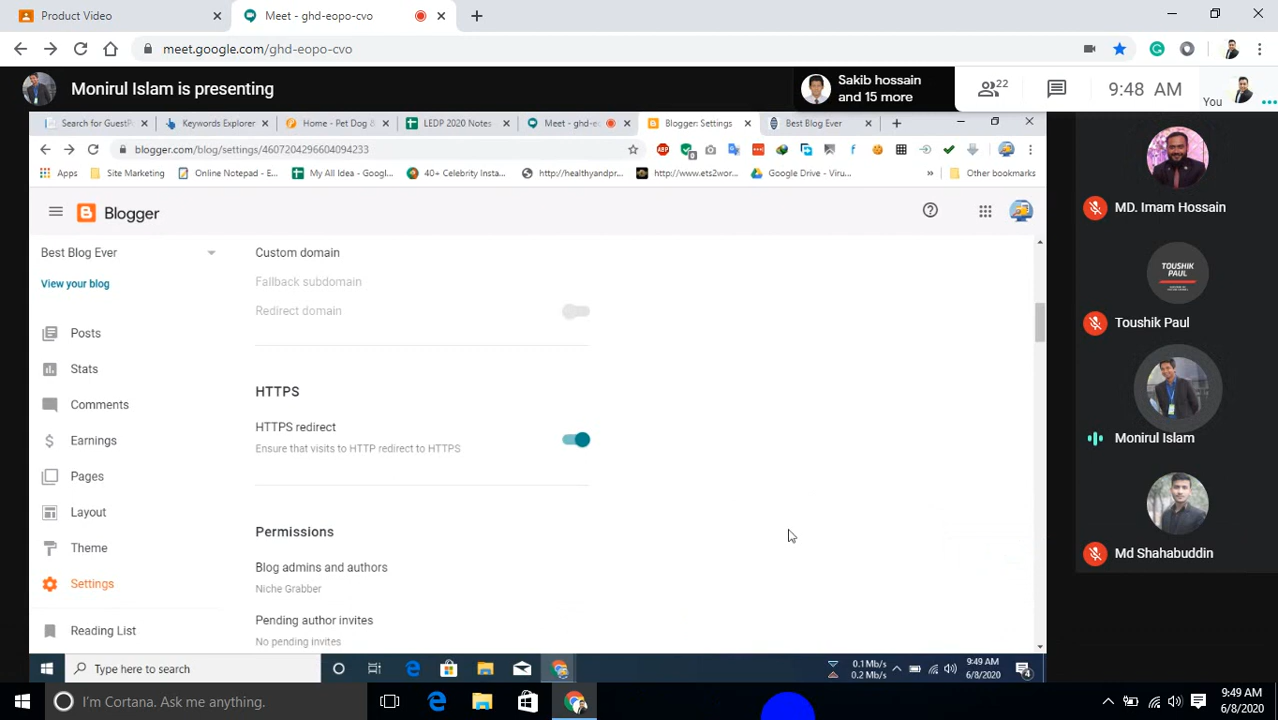 Product Video
Meet - ghd-eopo-cvo
meet.google.com/ghd-eopo-cvo
Monirul Islam is presenting
Sakib hossain
and 15 more
22
9:48 AM
You
Search for GuestP
Keywords Explorer
Home - Pet Dog &
LEDP 2020 Notes
Meet - ghd-e
Blogger: Settings
Best Blog Ever
blogger.com/blog/settings/4607204296604094233
Apps
Site Marketing
Online Notepad - E...
My All Idea - Googl...
40+ Celebrity Insta...
http://healthyandpr...
http://www.ets2wor...
Google Drive - Viru...
»
Other bookmarks
Blogger
Best Blog Ever
View your blog
Posts
Stats
Comments
Earnings
Pages
Layout
Theme
Settings
Reading List
Custom domain
Fallback subdomain
Redirect domain
HTTPS
HTTPS redirect
Ensure that visits to HTTP redirect to HTTPS
Permissions
Blog admins and authors
Niche Grabber
Pending author invites
No pending invites
MD. Imam Hossain
TOUSHIK
PAUL
Toushik Paul
Monirul Islam
Md Shahabuddin
Type here to search
0.1 Mb/s
0.2 Mb/s
9:49 AM
6/8/2020
4
I'm Cortana. Ask me anything.
9:49 AM
6/8/2020